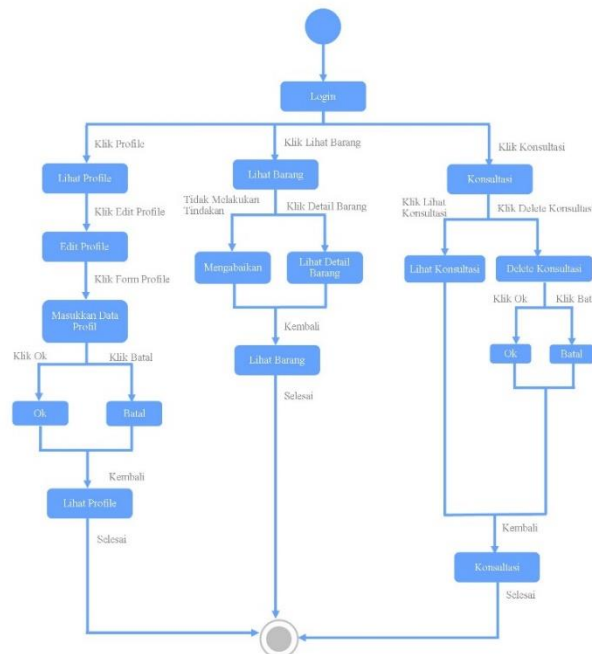 Login
Klik Profile
Klik Lihat Barang
Klik Konsultasi
Lihat Profile
Lihat Barang
Konsultasi
Klik Edit Profile
Tidak Melakukan
Tindakan
Klik Detail Barang
Klik Lihat
Konsultasi
Klik Delete Konsultasi
Edit Profile
Mengabaikan
Lihat Detail
Barang
Lihat Konsultasi
Delete Konsultasi
Klik Form Profile
Masukkan Data
Profil
Kembali
Klik Ok
Klik Batal
Lihat Barang
Ok
Batal
Klik Ok
Klik Batal
Selesai
Ok
Batal
Kembali
Lihat Profile
Selesai
Kembali
Konsultasi
Selesai